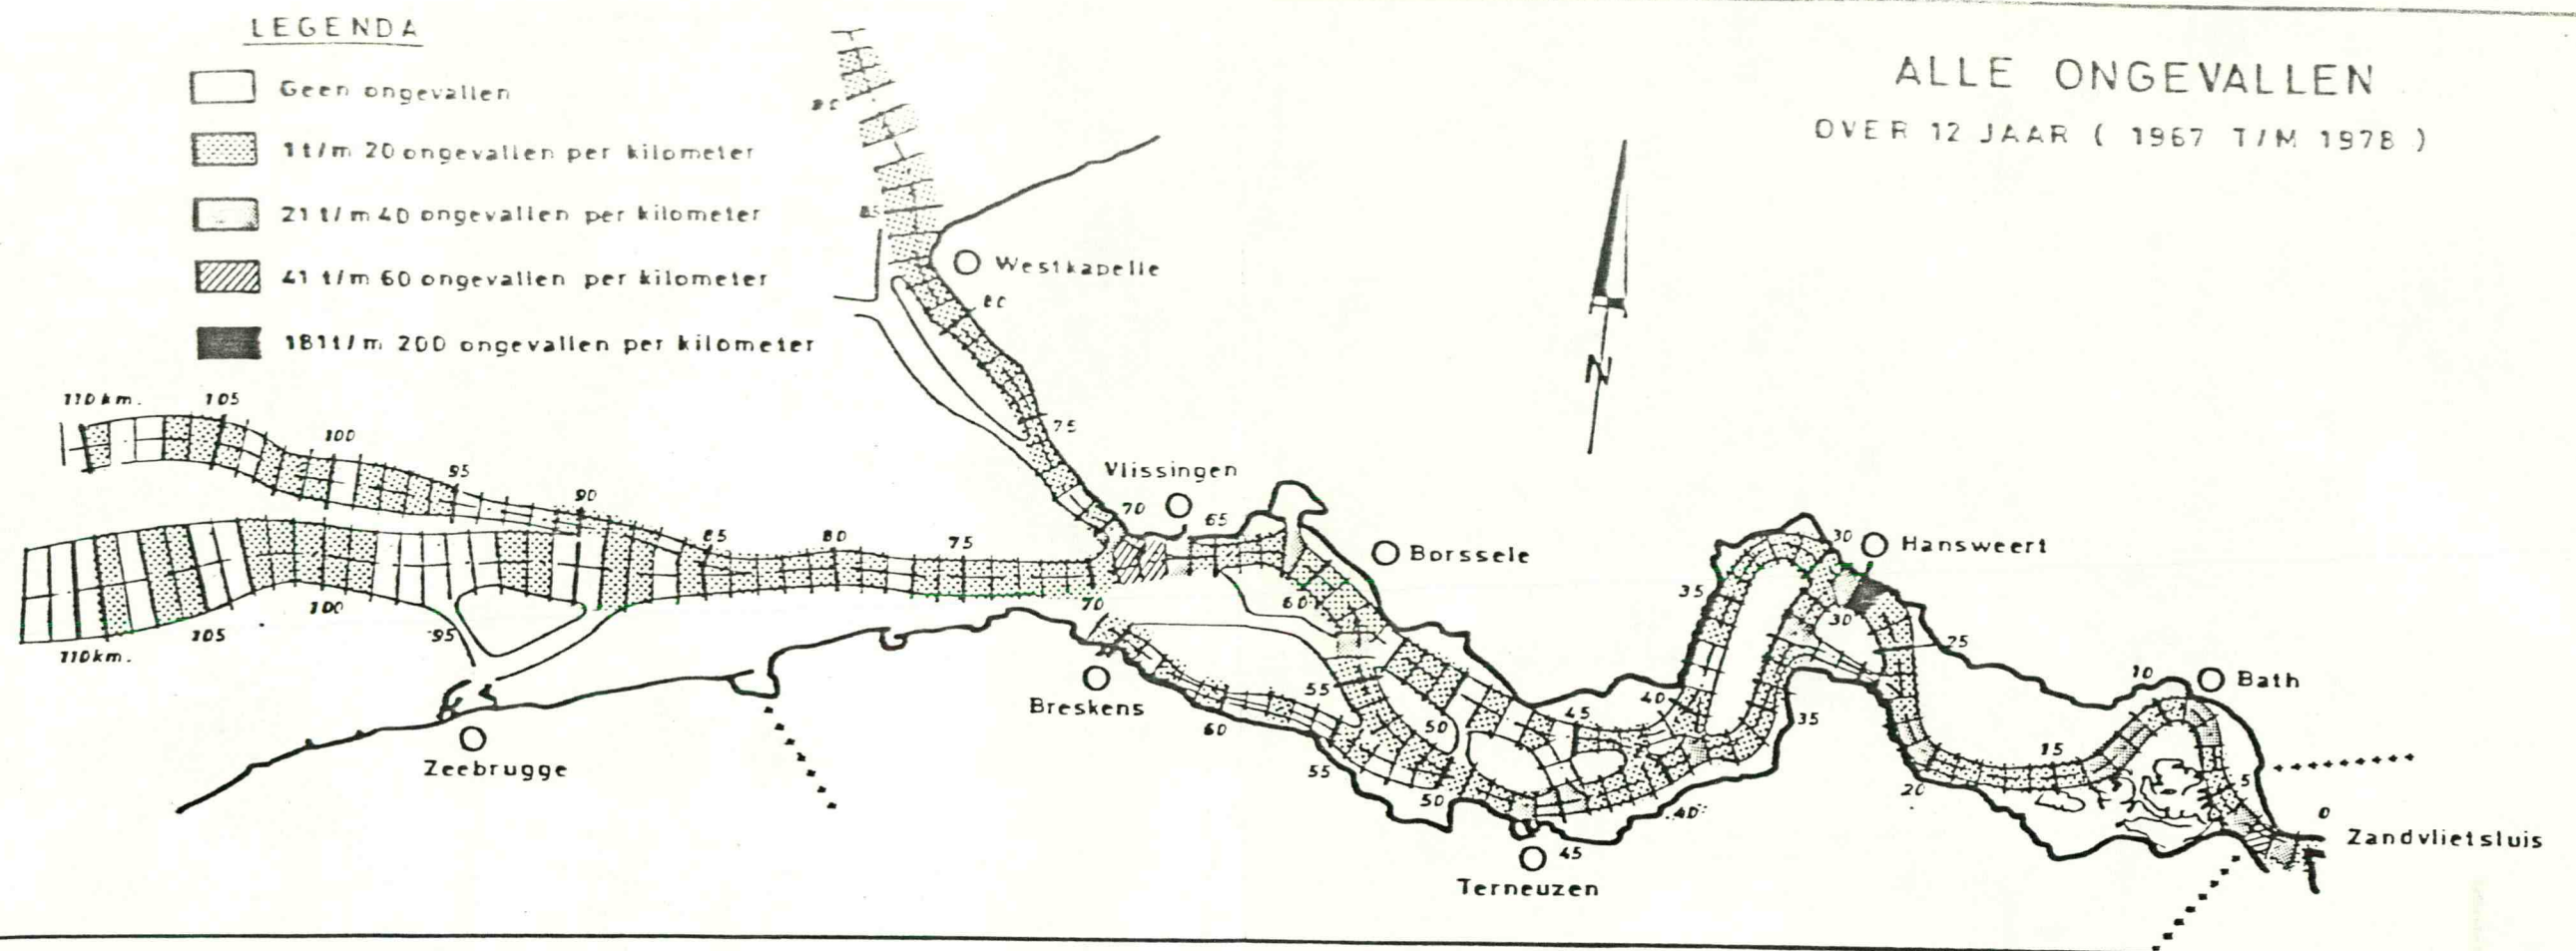 LEGENDA
Geen ongevallen
1 t/m 20 ongevallen per kilometer
21 t/m 40 ongevallen per kilometer
41 t/m 60 ongevallen per kilometer
181 t/m 200 ongevallen per kilometer
ALLE ONGEVALLEN
OVER 12 JAAR ( 1967 T/M 1978 )
N
85
Westkapelle
80
75
110 km.
105
100
95
90
85
80
75
70
Vlissingen
65
Borssele
60
110 km.
105
100
95
70
Zeebrugge
Breskens
60
55
55
50
50
45
Terneuzen
45
40
40
35
35
30
Hansweert
30
25
20
15
10
Bath
5
0
Zandvlietsluis